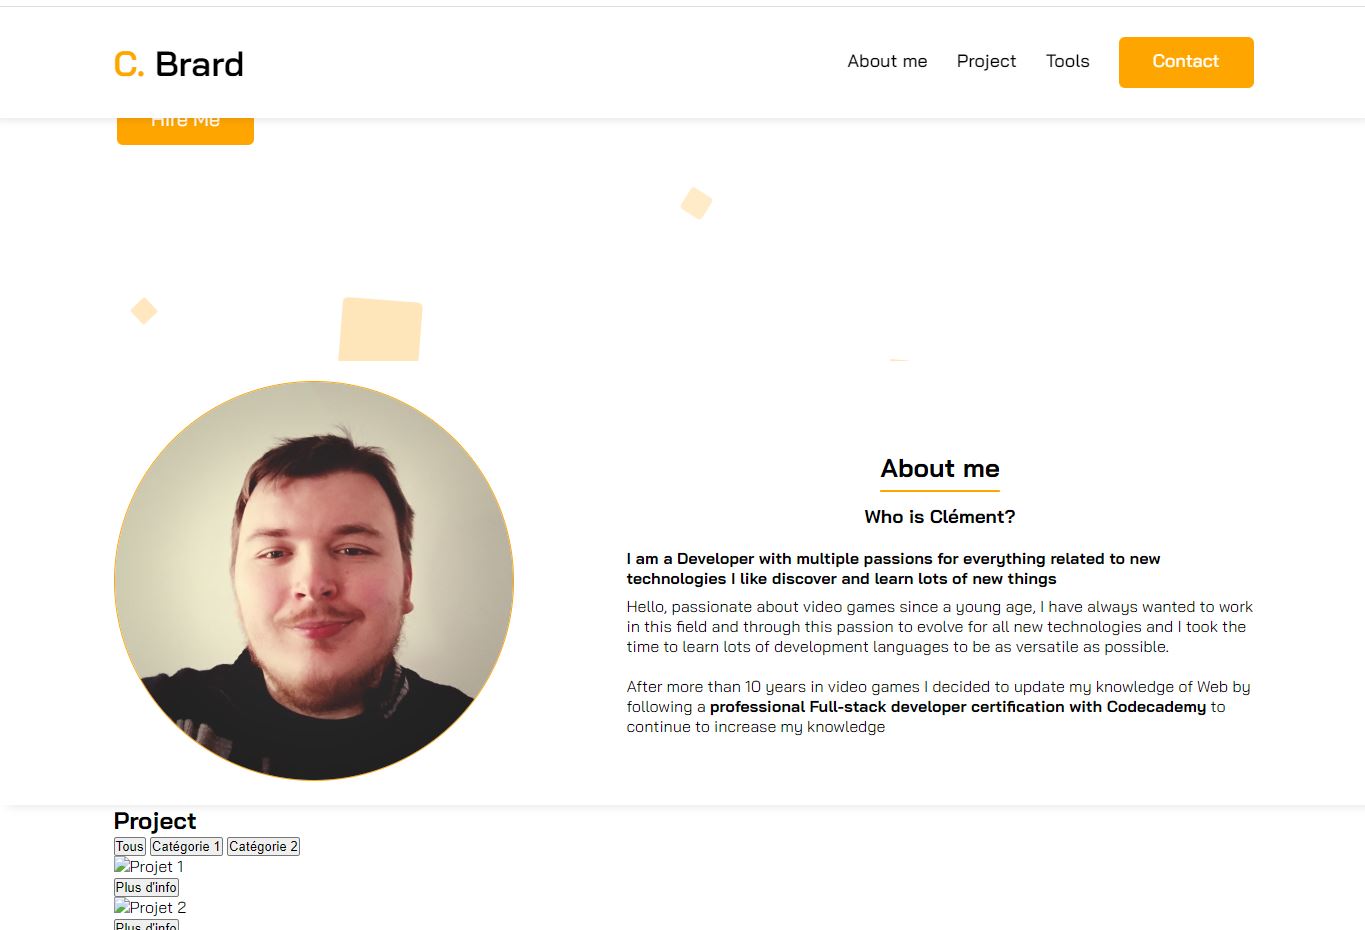 C. Brard
About me
Project
Tools
Contact
Hire Me
About me
Who is Clément?
I am a Developer with multiple passions for everything related to new
technologies I like discover and learn lots of new things
Hello, passionate about video games since a young age, I have always wanted to work
in this field and through this passion to evolve for all new technologies and I took the
time to learn lots of development languages to be as versatile as possible.
After more than 10 years in video games I decided to update my knowledge of Web by
following a professional Full-stack developer certification with Codecademy to
continue to increase my knowledge
Project
Tous Catégorie 1 Catégorie 2
Projet 1
Plus d'info
Projet 2
Plus d'info